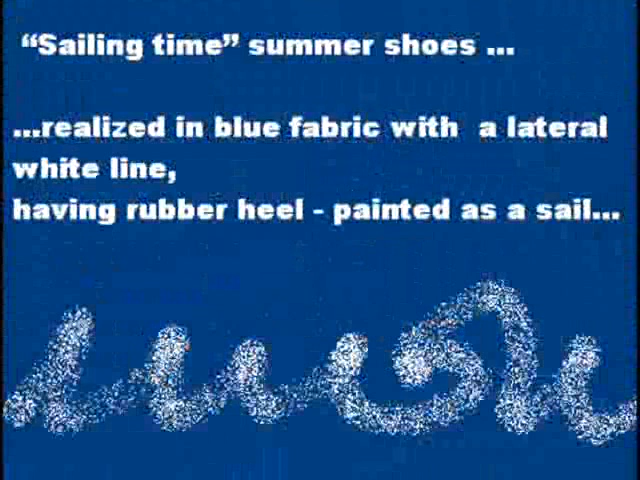 “Sailing time” summer shoes ...
...realized in blue fabric with a lateral
white line,
having rubber heel - painted as a sail...